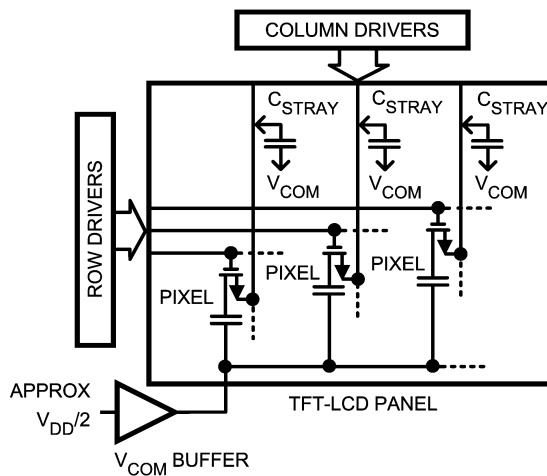 COLUMN DRIVERS
ROW DRIVERS
CSTRAY
CSTRAY
CSTRAY
VCOM
VCOM
VCOM
PIXEL
PIXEL
PIXEL
APPROX
VDD/2
VCOM BUFFER
TFT-LCD PANEL